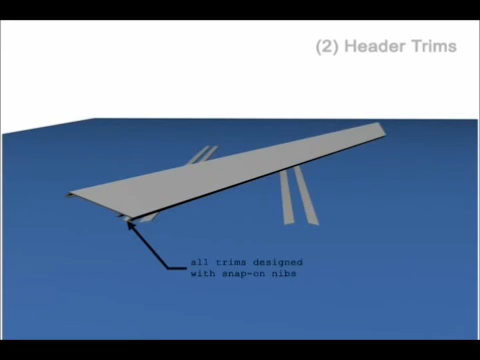 (2) Header Trims
all trims designed
with snap-on nibs